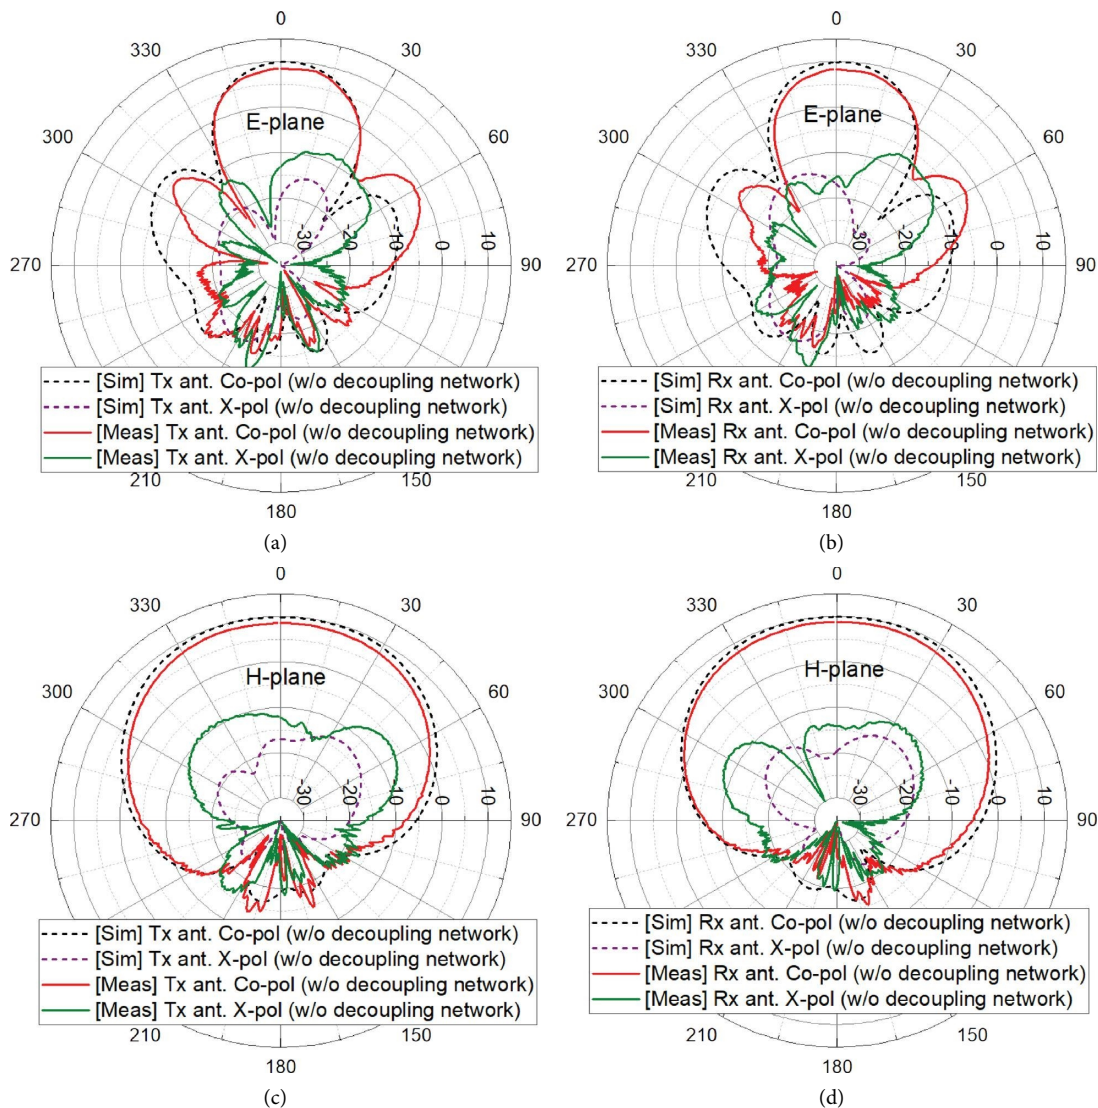 0
330
30
E-plane
300
60
-30
-20
-10
0
10
270
90
[Sim] Tx ant. Co-pol (w/o decoupling network)
[Sim] Tx ant. X-pol (w/o decoupling network)
[Meas] Tx ant. Co-pol (w/o decoupling network)
[Meas] Tx ant. X-pol (w/o decoupling network)
210
150
180
(a)
0
330
30
E-plane
300
60
-30
-20
-10
0
10
270
90
[Sim] Rx ant. Co-pol (w/o decoupling network)
[Sim] Rx ant. X-pol (w/o decoupling network)
[Meas] Rx ant. Co-pol (w/o decoupling network)
[Meas] Rx ant. X-pol (w/o decoupling network)
210
150
180
(b)
0
330
30
H-plane
300
60
-30
-20
-10
0
10
270
90
[Sim] Tx ant. Co-pol (w/o decoupling network)
[Sim] Tx ant. X-pol (w/o decoupling network)
[Meas] Tx ant. Co-pol (w/o decoupling network)
[Meas] Tx ant. X-pol (w/o decoupling network)
210
150
180
(c)
0
330
30
H-plane
300
60
-30
-20
-10
0
10
270
90
[Sim] Rx ant. Co-pol (w/o decoupling network)
[Sim] Rx ant. X-pol (w/o decoupling network)
[Meas] Rx ant. Co-pol (w/o decoupling network)
[Meas] Rx ant. X-pol (w/o decoupling network)
210
150
180
(d)